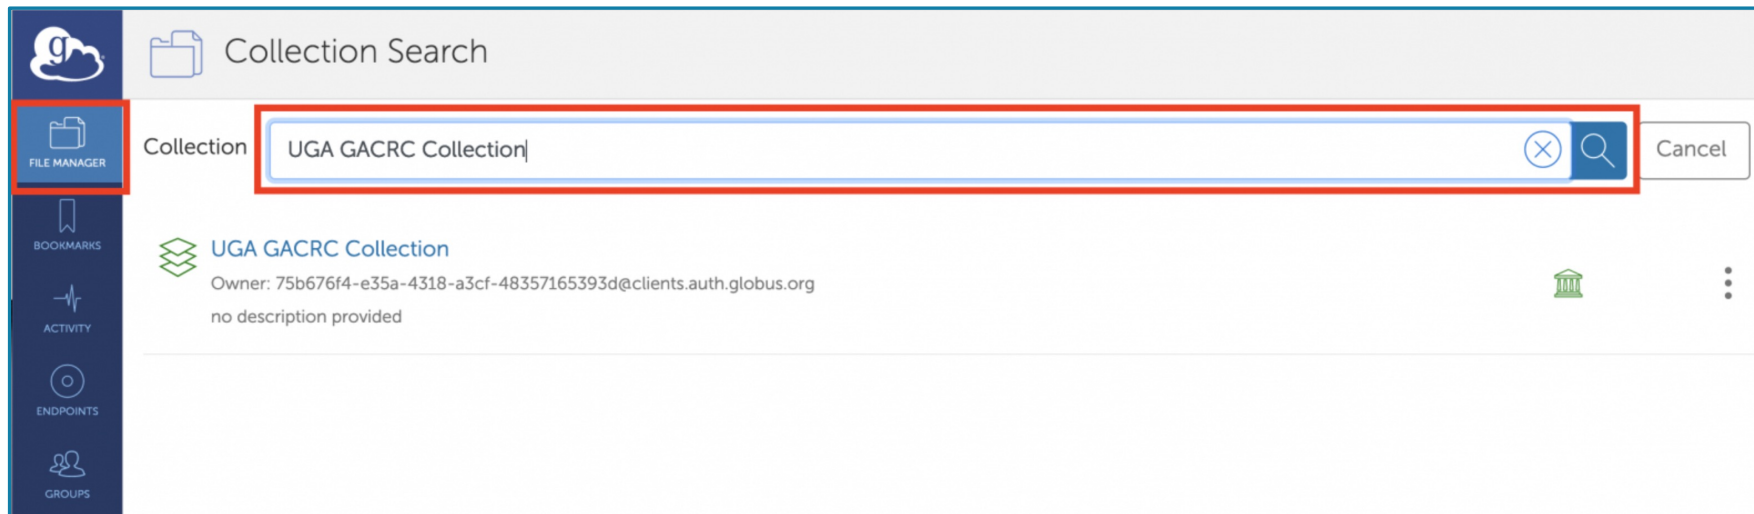 g
Collection Search
FILE MANAGER
Collection
UGA GACRC Collection
Cancel
BOOKMARKS
UGA GACRC Collection
Owner: 75b676f4-e35a-4318-a3cf-48357165393d@clients.auth.globus.org
no description provided
ACTIVITY
ENDPOINTS
GROUPS